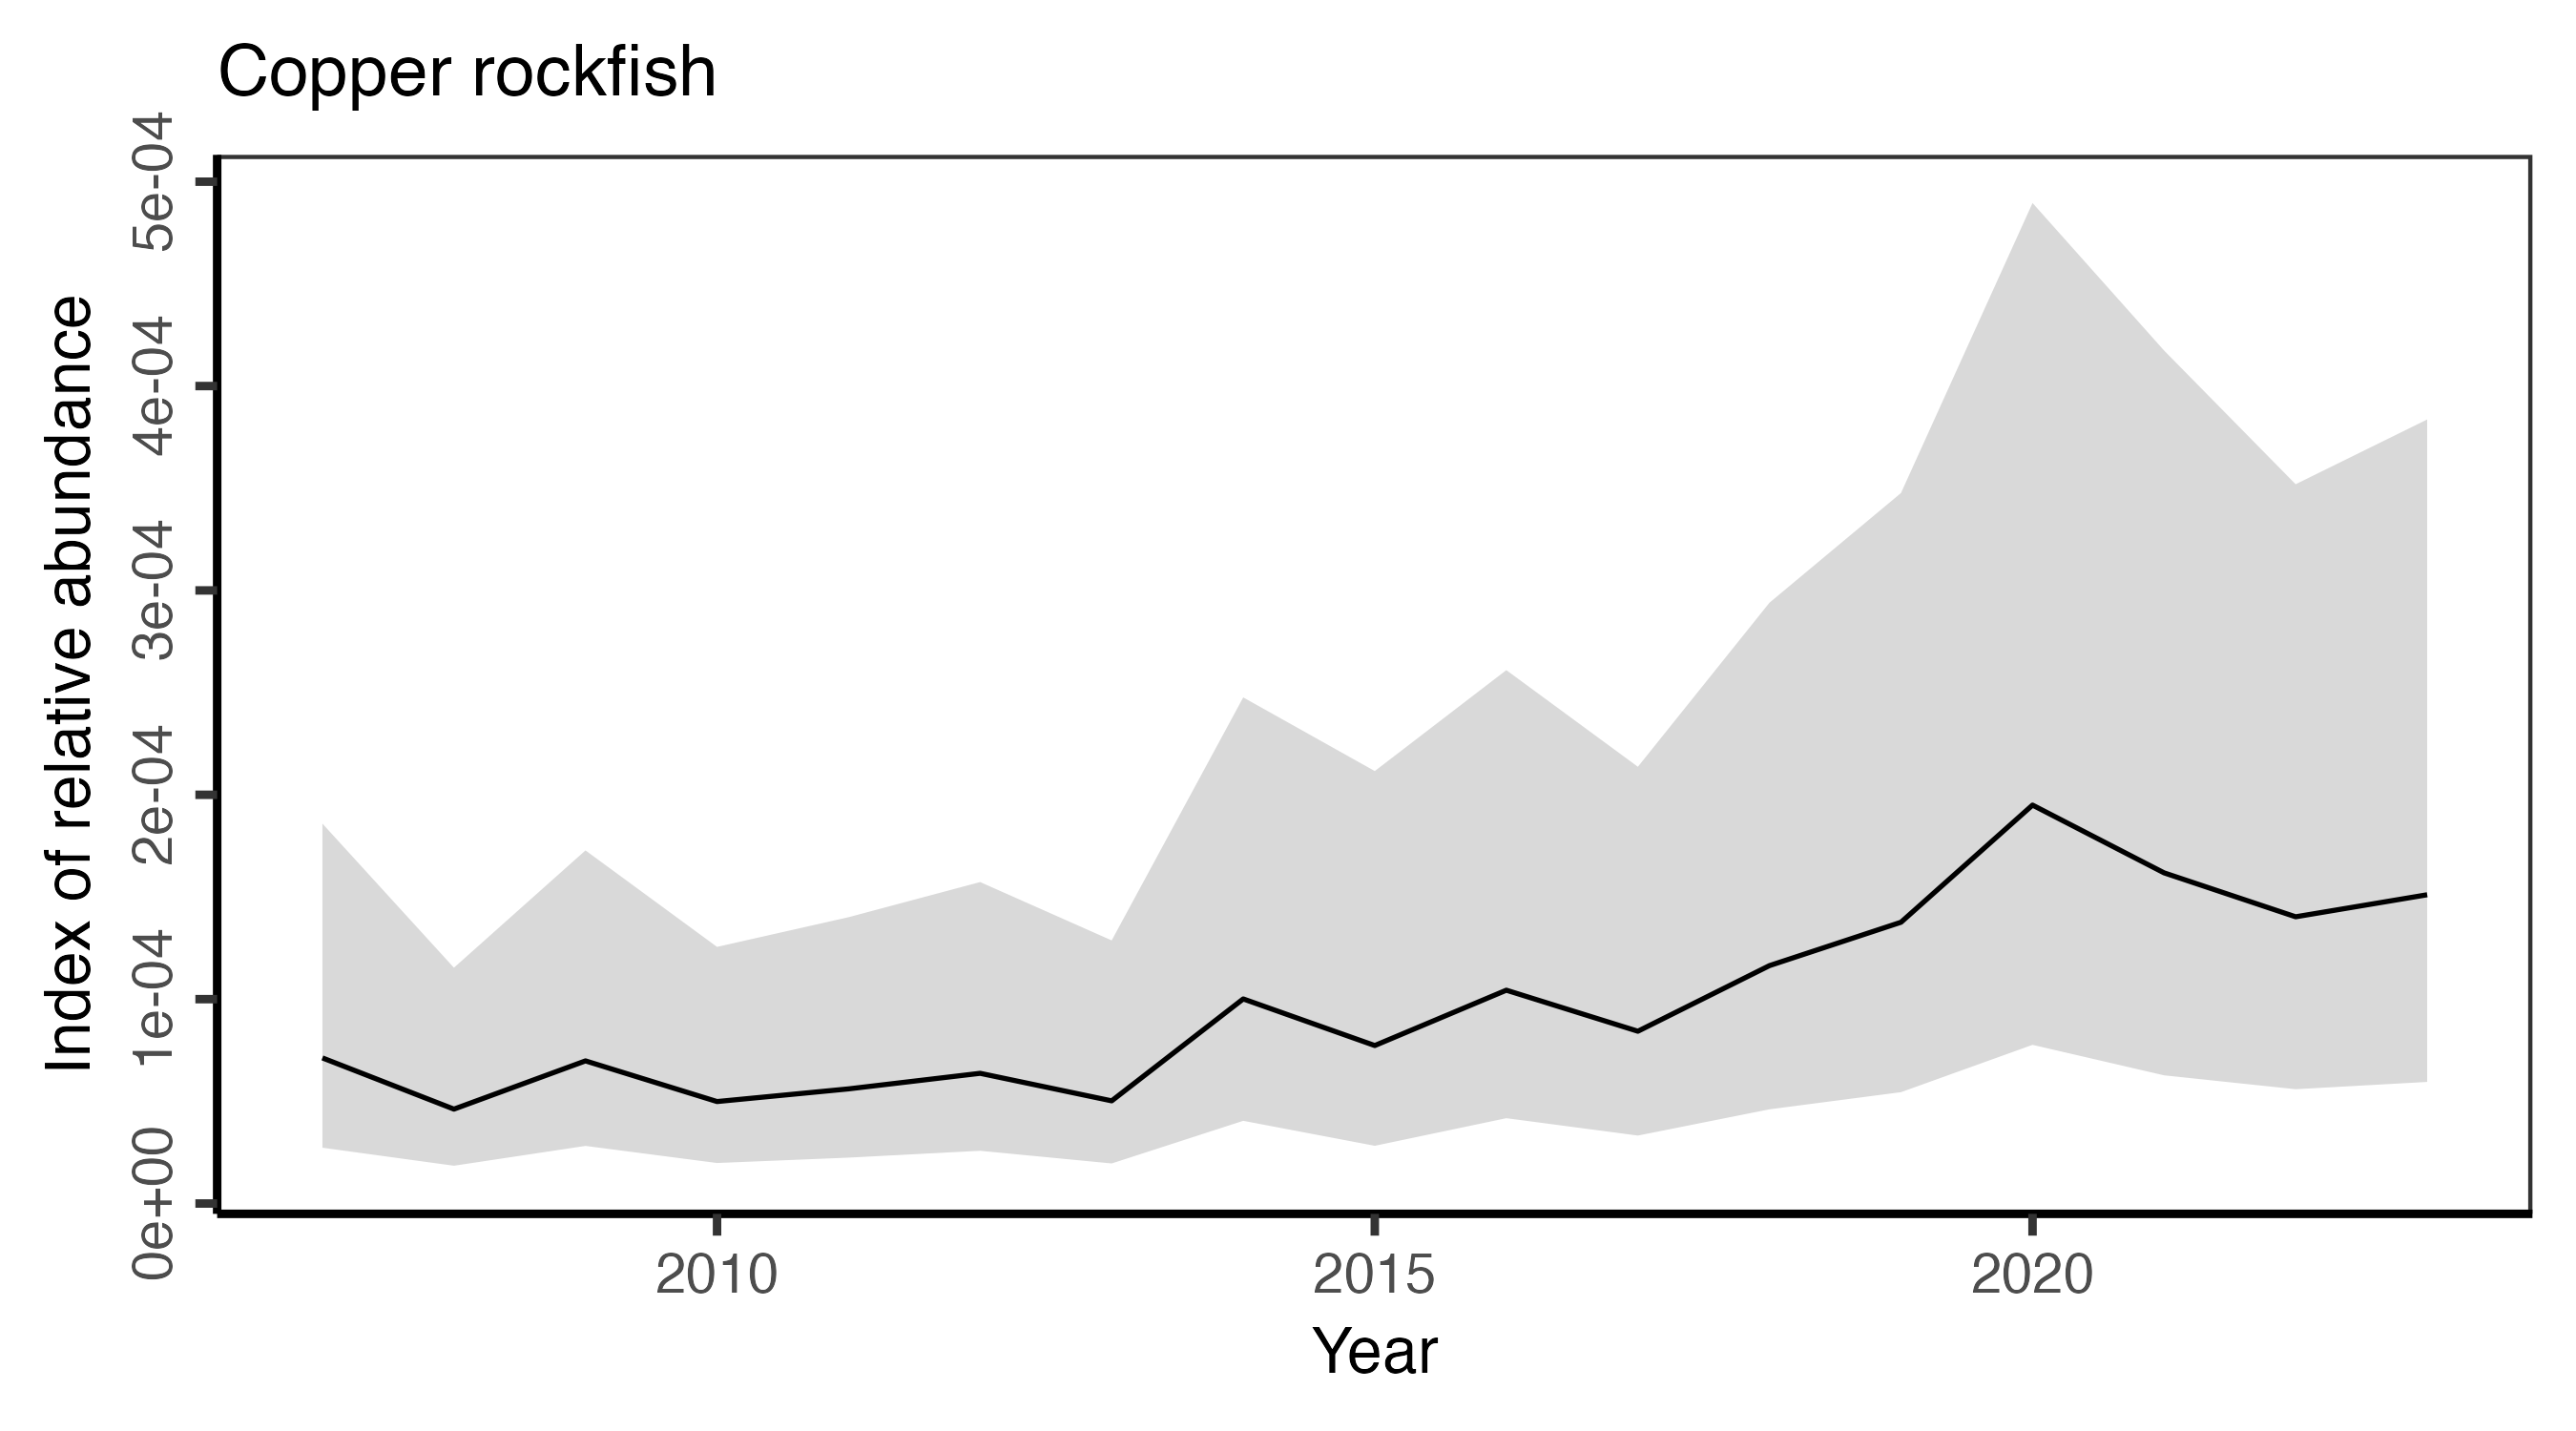 Copper rockfish
Index of relative abundance
5e-04
4e-04
3e-04
2e-04
1e-04
0e+00
2010
2015
2020
Year